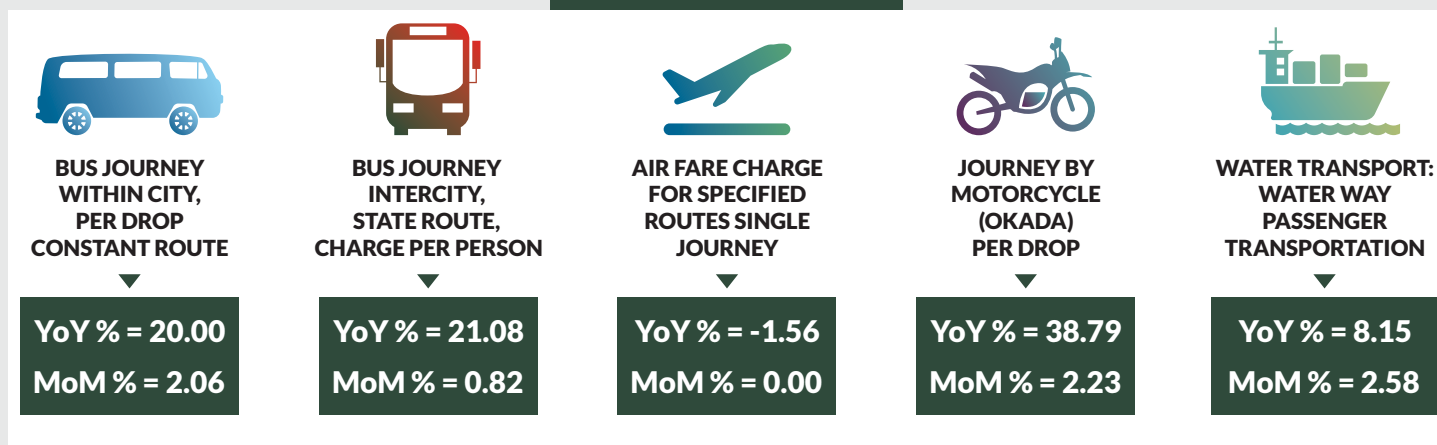 BUS JOURNEY
WITHIN CITY,
PER DROP
CONSTANT ROUTE
YoY % = 20.00
MoM % = 2.06
BUS JOURNEY
INTERCITY,
STATE ROUTE,
CHARGE PER PERSON
YoY % = 21.08
MoM % = 0.82
AIR FARE CHARGE
FOR SPECIFIED
ROUTES SINGLE
JOURNEY
YoY % = -1.56
MoM % = 0.00
JOURNEY BY
MOTORCYCLE
(OKADA)
PER DROP
YoY % = 38.79
MoM % = 2.23
WATER TRANSPORT:
WATER WAY
PASSENGER
TRANSPORTATION
YoY % = 8.15
MoM % = 2.58